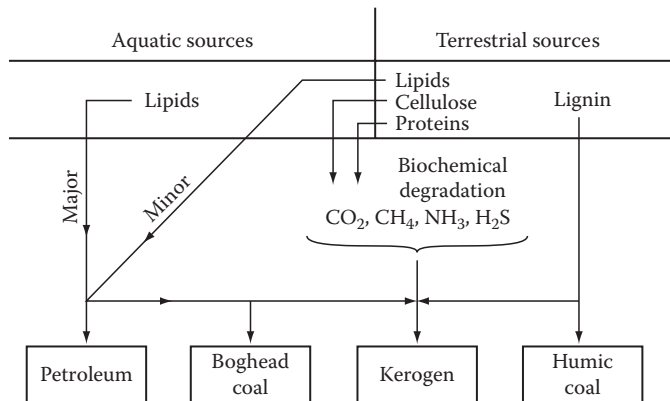 Aquatic sources
Terrestrial sources
Lipids
Lipids
Cellulose
Proteins
Lignin
Major
Minor
Biochemical
degradation
CO₂, CH₄, NH₃, H₂S
Petroleum
Boghead
coal
Kerogen
Humic
coal